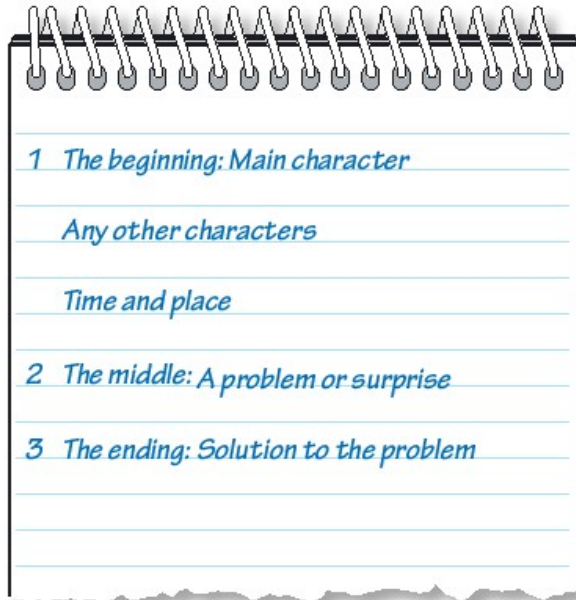 1 The beginning: Main character
Any other characters
Time and place
2 The middle: A problem or surprise
3 The ending: Solution to the problem